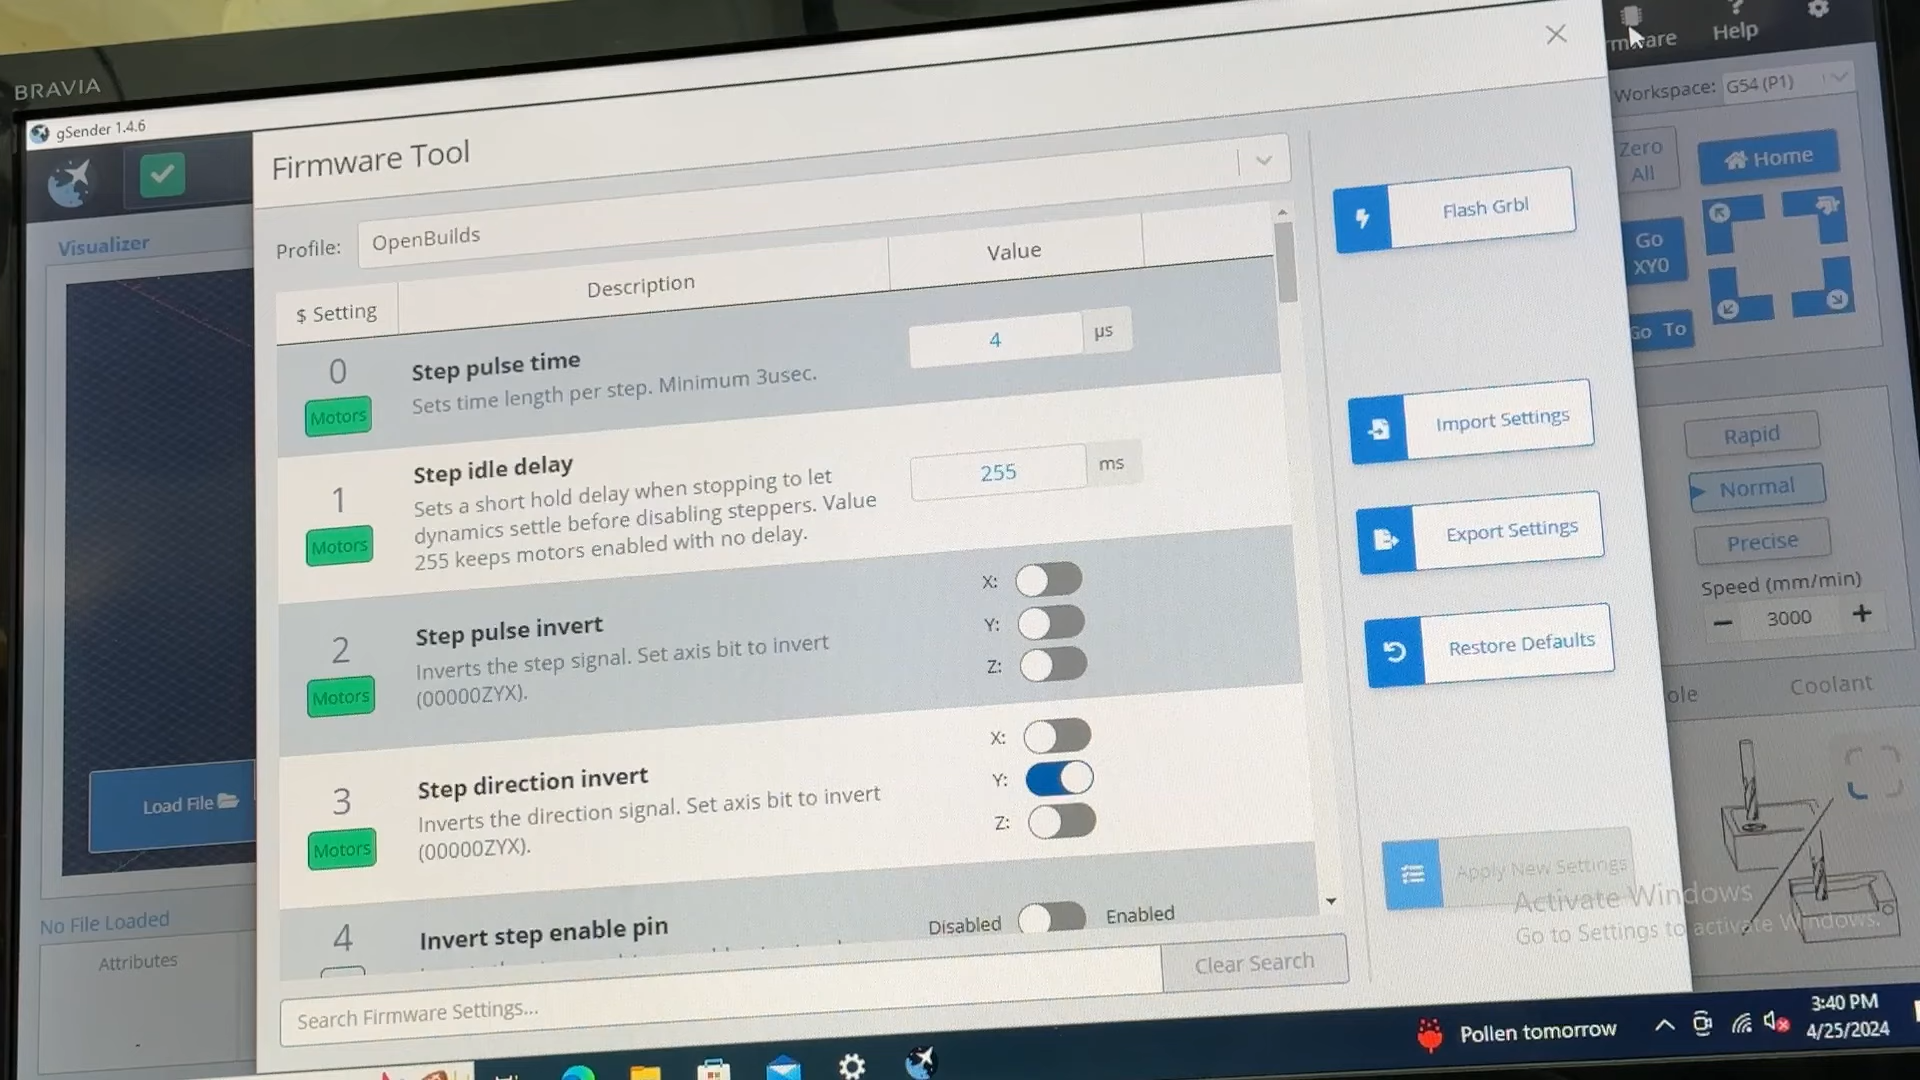 BRAVIA
gSender 1.4.6
Help
Workspace: G54 (P1)
Firmware Tool
Zero
All
Home
Visualizer
Profile: OpenBuilds
Flash Grbl
Go
XY0
$ Setting
Description
Value
Go To
0
Step pulse time
4 µs
Motors
Sets time length per step. Minimum 3usec.
Import Settings
Rapid
1
Step idle delay
255 ms
Motors
Sets a short hold delay when stopping to let
dynamics settle before disabling steppers. Value
255 keeps motors enabled with no delay.
Normal
Export Settings
Precise
Speed (mm/min)
3000
2
Step pulse invert
X:
Y:
Z:
Motors
Inverts the step signal. Set axis bit to invert
(00000ZYX).
Restore Defaults
Coolant
3
Step direction invert
X:
Y:
Z:
Motors
Inverts the direction signal. Set axis bit to invert
(00000ZYX).
Load File
Apply New Settings
Activate Windows
Go to Settings to activate Windows.
4
Invert step enable pin
Disabled Enabled
No File Loaded
Attributes
-
Search Firmware Settings...
Clear Search
Pollen tomorrow
3:40 PM
4/25/2024